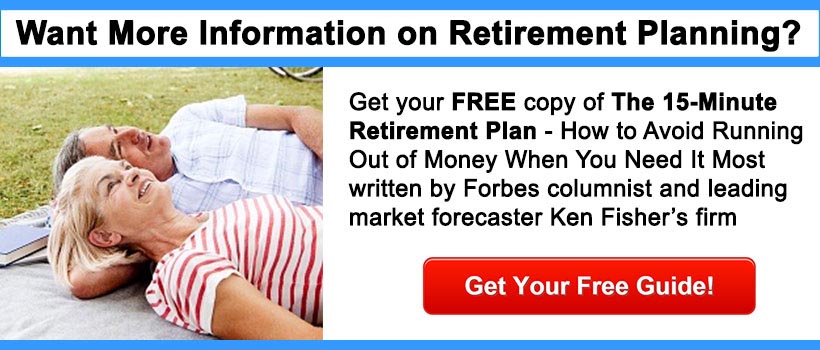 Want More Information on Retirement Planning?
Get your FREE copy of The 15-Minute
Retirement Plan - How to Avoid Running
Out of Money When You Need It Most
written by Forbes columnist and leading
market forecaster Ken Fisher’s firm
Get Your Free Guide!